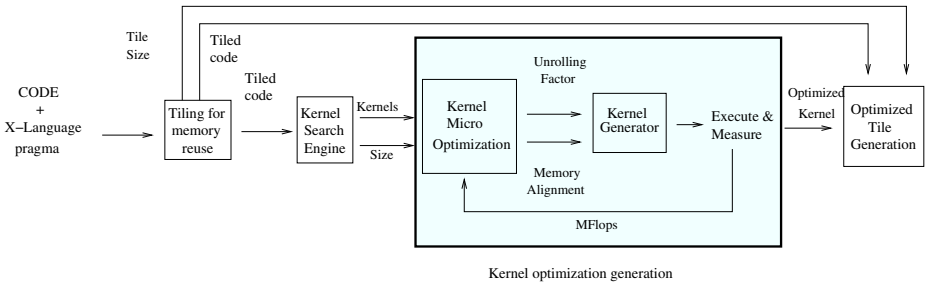 Tile
Size
Tiled
code
Tiled
code
CODE
+
X−Language
pragma
Tiling for
memory
reuse
Kernel
Search
Engine
Kernels
Size
Kernel
Micro
Optimization
Unrolling
Factor
Memory
Alignment
Kernel
Generator
Execute &
Measure
MFlops
Optimized
Kernel
Optimized
Tile
Generation
Kernel optimization generation